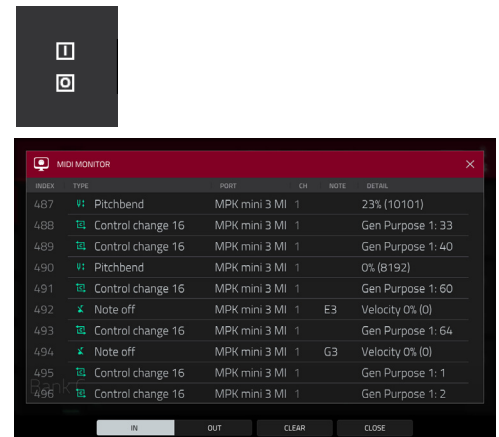 I
O
MIDI MONITOR
INDEX TYPE PORT CH NOTE DETAIL
487 Pitchbend MPK mini 3 MI 1 23% (10101)
488 Control change 16 MPK mini 3 MI 1 Gen Purpose 1: 33
489 Control change 16 MPK mini 3 MI 1 Gen Purpose 1: 40
490 Pitchbend MPK mini 3 MI 1 0% (8192)
491 Control change 16 MPK mini 3 MI 1 Gen Purpose 1: 60
492 Note off MPK mini 3 MI 1 E3 Velocity 0% (0)
493 Control change 16 MPK mini 3 MI 1 Gen Purpose 1: 64
494 Note off MPK mini 3 MI 1 G3 Velocity 0% (0)
495 Control change 16 MPK mini 3 MI 1 Gen Purpose 1: 1
Bank
496 Control change 16 MPK mini 3 MI 1 Gen Purpose 1: 2
IN OUT CLEAR CLOSE